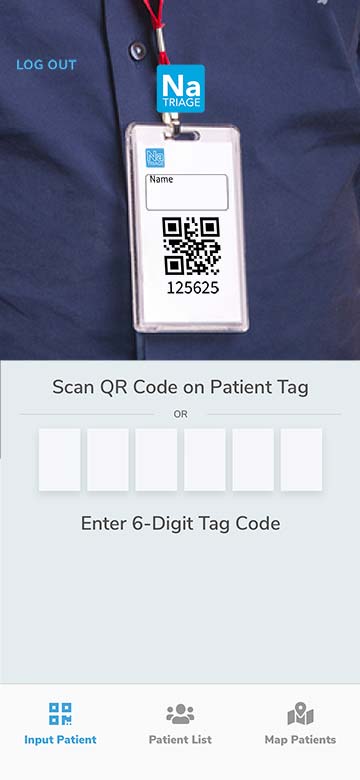 LOG OUT
Na
TRIAGE
Na
TRIAGE
Name
125625
Scan QR Code on Patient Tag
OR
Enter 6-Digit Tag Code
Input Patient
Patient List
Map Patients